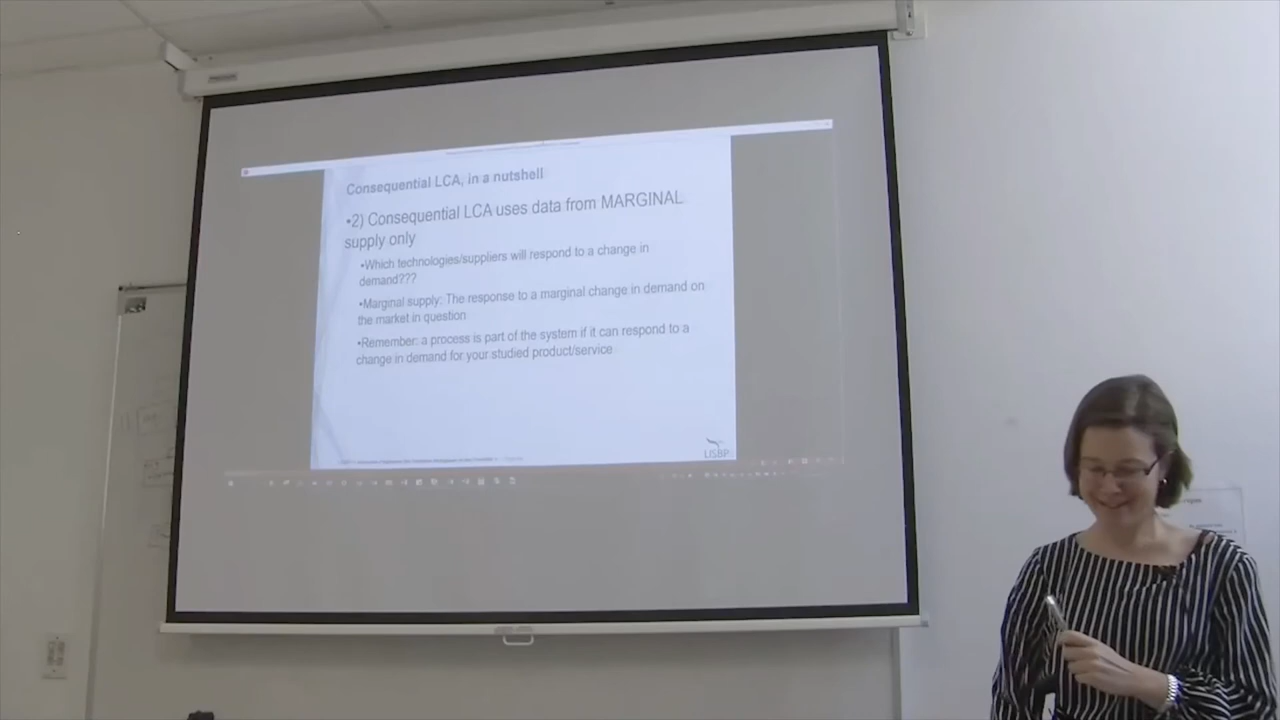 Consequential LCA, in a nutshell
•2) Consequential LCA uses data from MARGINAL
supply only
•Which technologies/suppliers will respond to a change in
demand???
•Marginal supply: The response to a marginal change in demand on
the market in question
•Remember: a process is part of the system if it can respond to a
change in demand for your studied product/service
LISBP